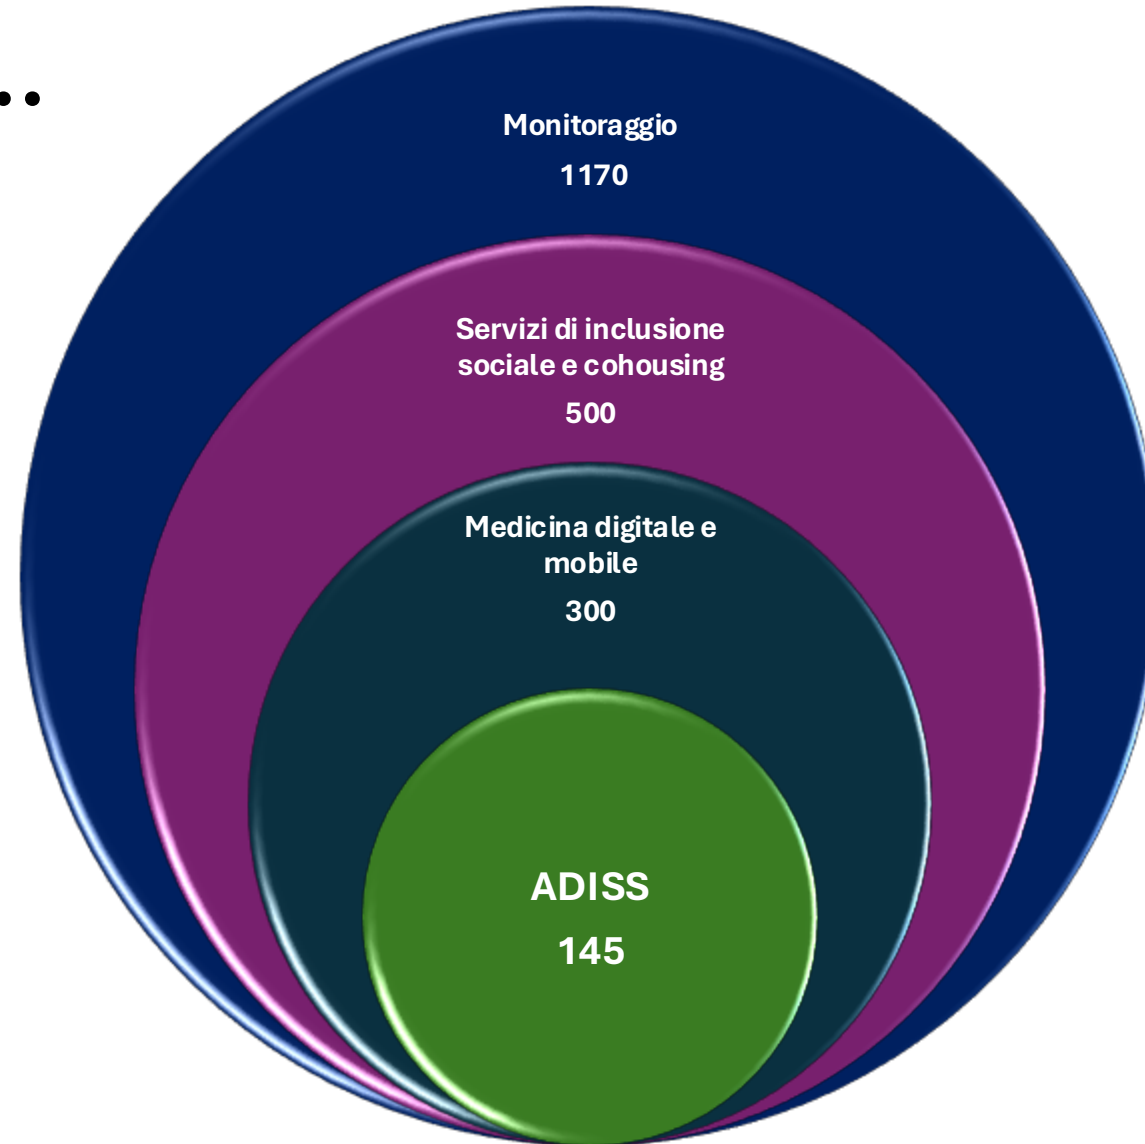 ..
Monitoraggio
1170
Servizi di inclusione
sociale e cohousing
500
Medicina digitale e
mobile
300
ADISS
145